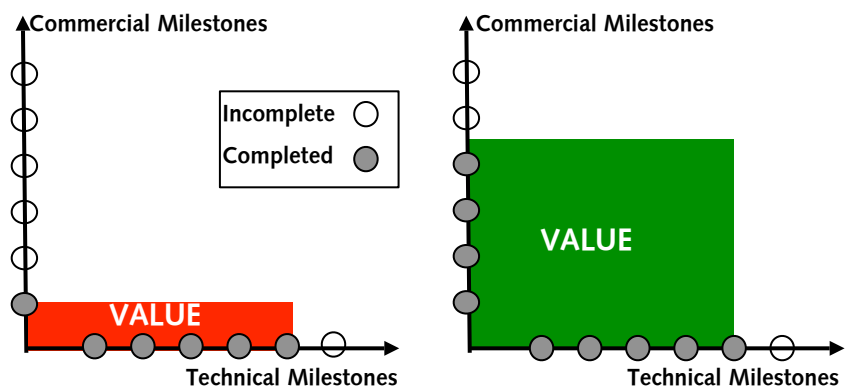 Commercial Milestones
Incomplete
Completed
VALUE
Technical Milestones
Commercial Milestones
VALUE
Technical Milestones